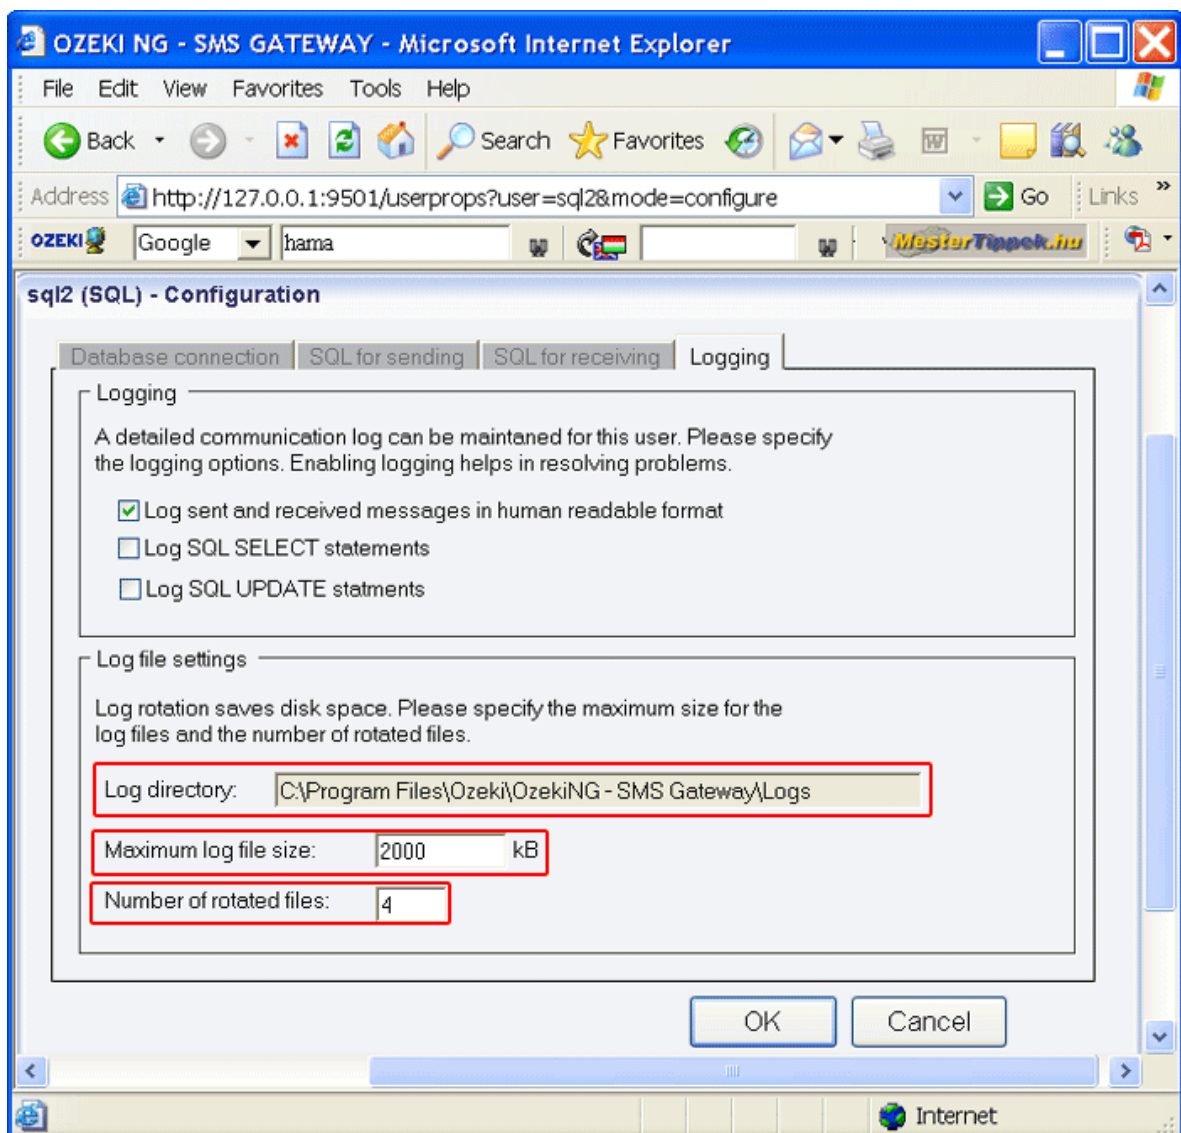 OZEKI NG - SMS GATEWAY - Microsoft Internet Explorer
File Edit View Favorites Tools Help
Back Search Favorites
Address http://127.0.0.1:9501/userprops?user=sql2&mode=configure Go Links »
OZEKI Google hama MesterTippek.hu
sql2 (SQL) - Configuration
Database connection SQL for sending SQL for receiving Logging
Logging
A detailed communication log can be maintaned for this user. Please specify
the logging options. Enabling logging helps in resolving problems.
Log sent and received messages in human readable format
Log SQL SELECT statements
Log SQL UPDATE statments
Log file settings
Log rotation saves disk space. Please specify the maximum size for the
log files and the number of rotated files.
Log directory: C:\Program Files\Ozeki\OzekiNG - SMS Gateway\Logs
Maximum log file size: 2000 kB
Number of rotated files: 4
OK Cancel
Internet